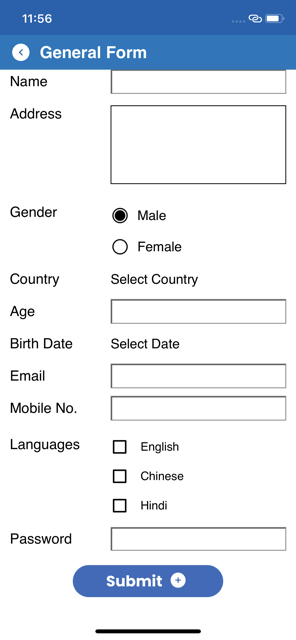 11:56
General Form
Name
Address
Gender
Male
Female
Country Select Country
Age
Birth Date Select Date
Email
Mobile No.
Languages English
Chinese
Hindi
Password
Submit